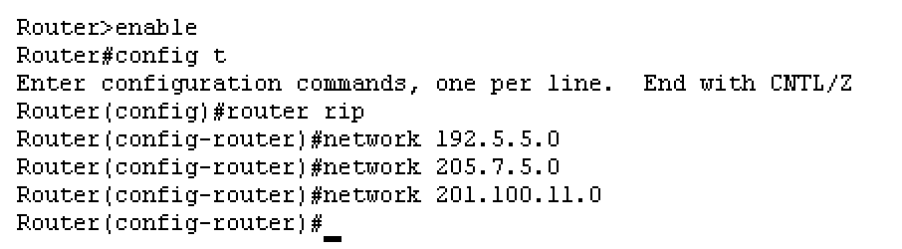 Router>enable
Router#config t
Enter configuration commands, one per line.  End with CNTL/Z
Router(config)#router rip
Router(config-router)#network 192.5.5.0
Router(config-router)#network 205.7.5.0
Router(config-router)#network 201.100.11.0
Router(config-router)#